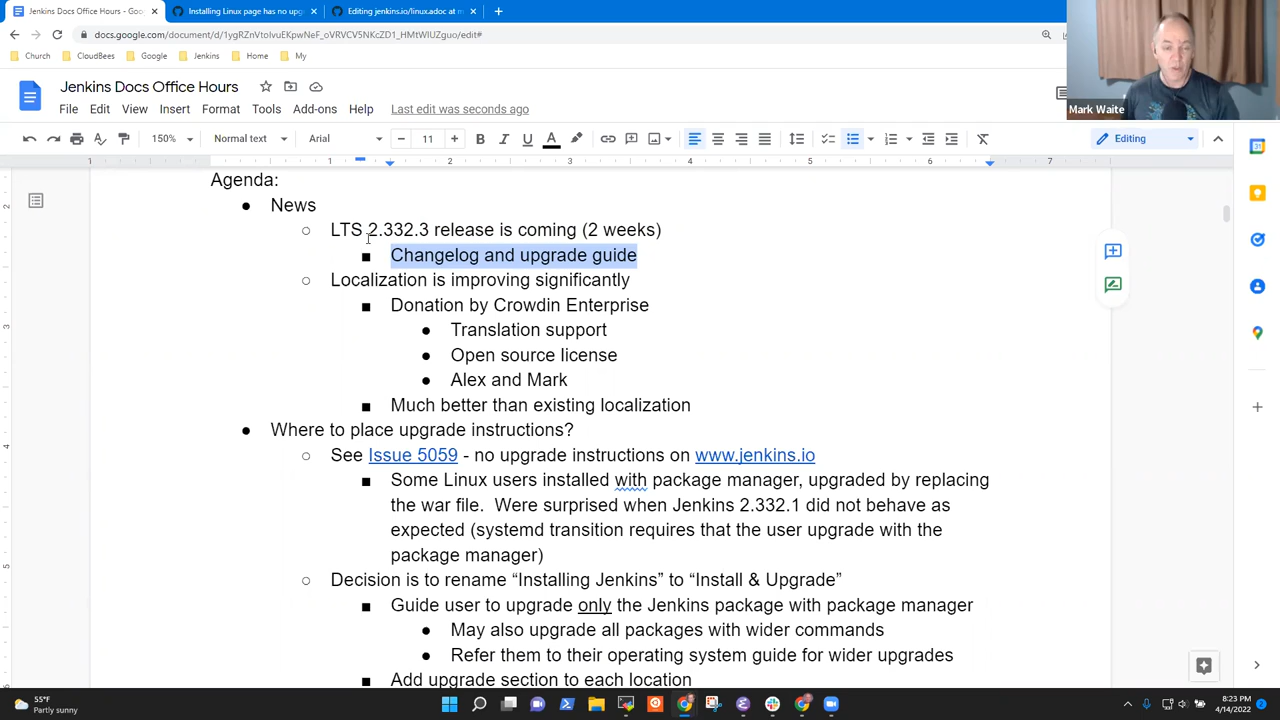 Jenkins Docs Office Hours - Goo
Installing Linux page has no upg
Editing jenkins.io/linux.adoc at m
docs.google.com/document/d/1ygRZnVtoIvuEKpwNeF_oVRVCV5NKcZD1_HMtWIUZguo/edit#
Church
CloudBees
Google
Jenkins
Home
My
Jenkins Docs Office Hours
File Edit View Insert Format Tools Add-ons Help Last edit was seconds ago
Mark Waite
150% Normal text Arial 11 Editing
1 1 2 3 4 5 6 7
Agenda:
News
LTS 2.332.3 release is coming (2 weeks)
Changelog and upgrade guide
Localization is improving significantly
Donation by Crowdin Enterprise
Translation support
Open source license
Alex and Mark
Much better than existing localization
Where to place upgrade instructions?
See Issue 5059 - no upgrade instructions on www.jenkins.io
Some Linux users installed with package manager, upgraded by replacing
the war file. Were surprised when Jenkins 2.332.1 did not behave as
expected (systemd transition requires that the user upgrade with the
package manager)
Decision is to rename “Installing Jenkins” to “Install & Upgrade”
Guide user to upgrade only the Jenkins package with package manager
May also upgrade all packages with wider commands
Refer them to their operating system guide for wider upgrades
Add upgrade section to each location
55°F
Partly sunny
8:23 PM
4/14/2022